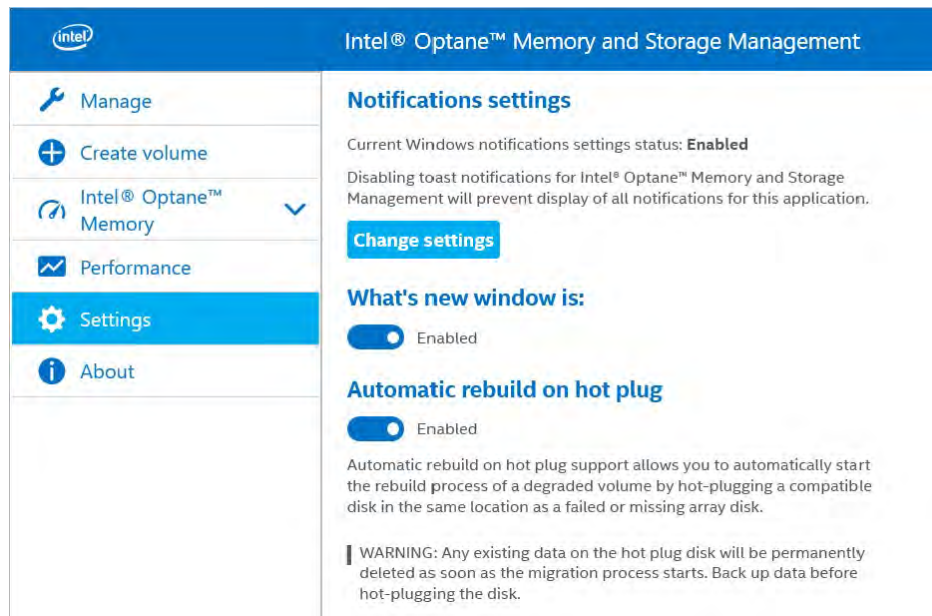 intel
Intel® Optane™ Memory and Storage Management
Manage
Create volume
Intel® Optane™
Memory
Performance
Settings
About
Notifications settings
Current Windows notifications settings status: Enabled
Disabling toast notifications for Intel® Optane™ Memory and Storage
Management will prevent display of all notifications for this application.
Change settings
What's new window is:
Enabled
Automatic rebuild on hot plug
Enabled
Automatic rebuild on hot plug support allows you to automatically start
the rebuild process of a degraded volume by hot-plugging a compatible
disk in the same location as a failed or missing array disk.
WARNING: Any existing data on the hot plug disk will be permanently
deleted as soon as the migration process starts. Back up data before
hot-plugging the disk.